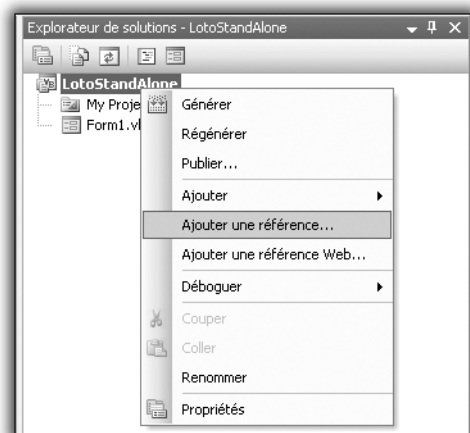 Explorateur de solutions - LotoStandAlone
LotoStandAlone
My Proje
Form1.vl
Générer
Régénérer
Publier...
Ajouter
Ajouter une référence...
Ajouter une référence Web...
Déboguer
Couper
Coller
Renommer
Propriétés